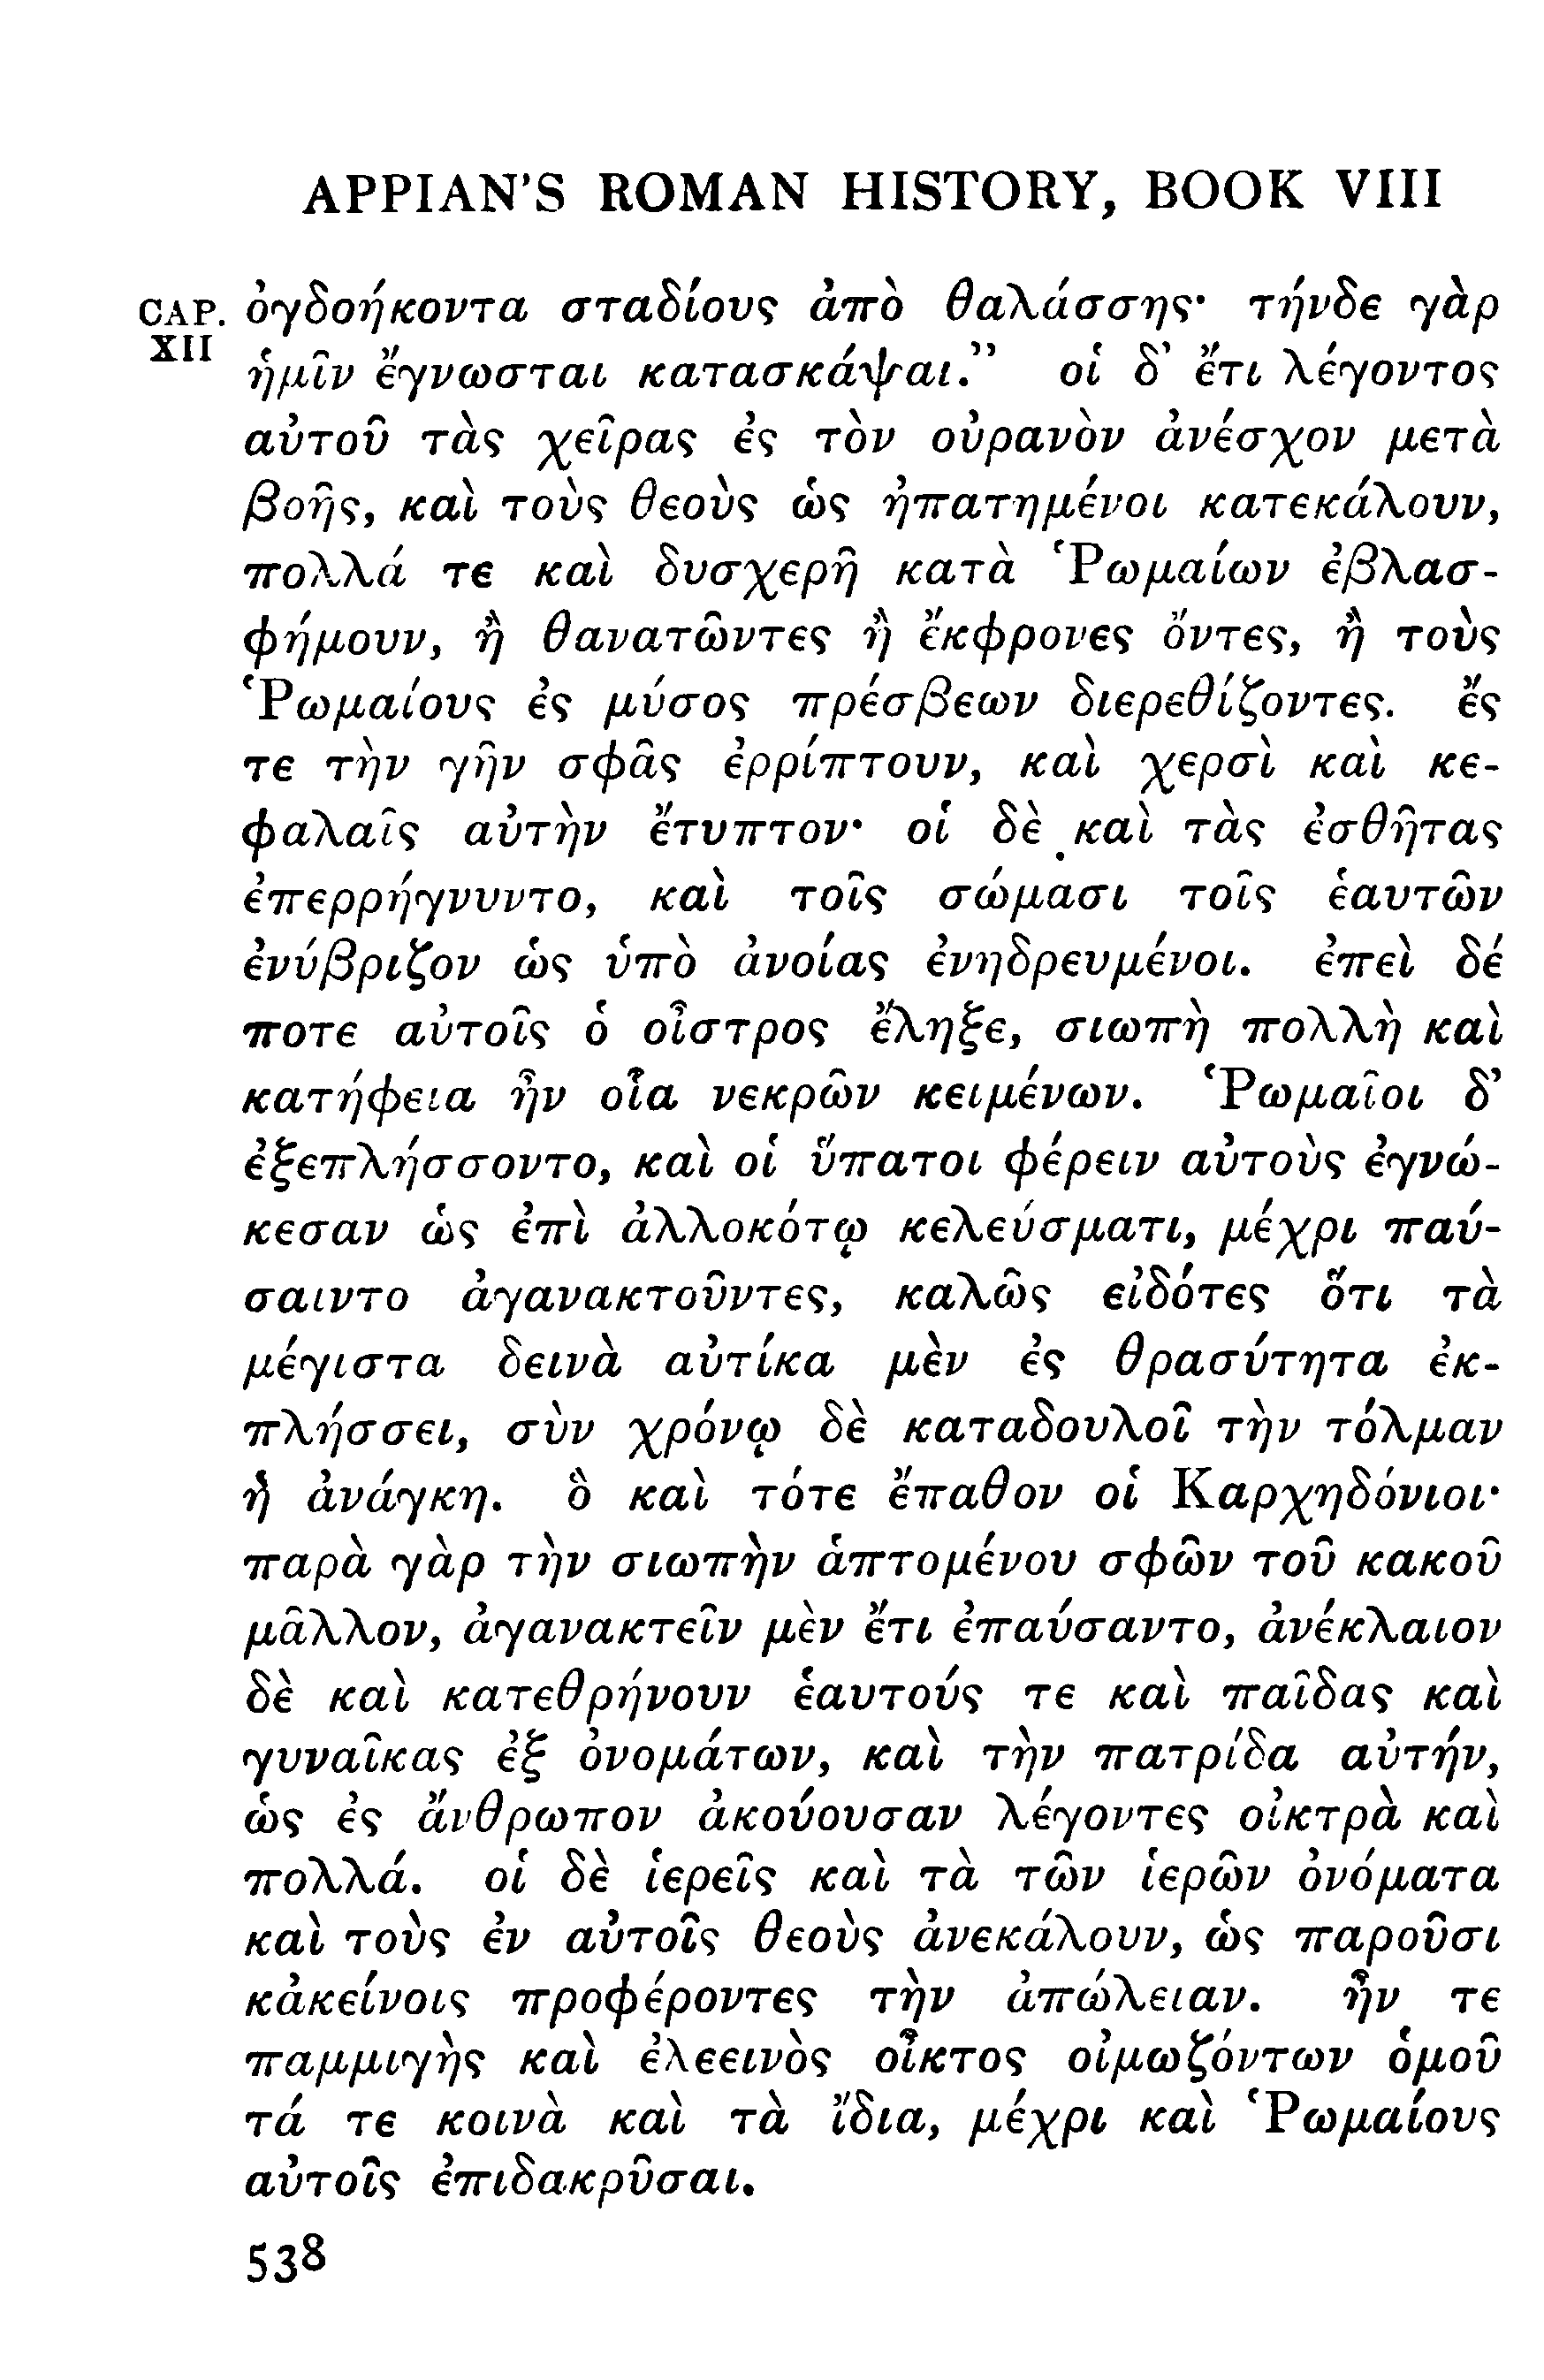 APPIAN'S ROMAN HISTORY, BOOK VIII
CAP. XII
ὀγδοήκοντα σταδίους ἀπὸ θαλάσσης· τήνδε γὰρ
ἡμῖν ἔγνωσται κατασκάψαι.” οἱ δ’ ἔτι λέγοντος
αὐτοῦ τὰς χεῖρας ἐς τὸν οὐρανὸν ἀνέσχον μετὰ
βοῆς, καὶ τοὺς θεοὺς ὡς ἠπατημένοι κατεκάλουν,
πολλά τε καὶ δυσχερῆ κατὰ Ῥωμαίων ἐβλασ-
φήμουν, ἢ θανατῶντες ἢ ἔκφρονες ὄντες, ἢ τοὺς
Ῥωμαίους ἐς μύσος πρέσβεων διερεθίζοντες. ἔς
τε τὴν γῆν σφᾶς ἐρρίπτουν, καὶ χερσὶ καὶ κε-
φαλαῖς αὐτὴν ἔτυπτον· οἱ δὲ καὶ τὰς ἐσθῆτας
ἐπερρήγνυντο, καὶ τοῖς σώμασι τοῖς ἑαυτῶν
ἐνύβριζον ὡς ὑπὸ ἀνοίας ἐνηδρευμένοι. ἐπεὶ δέ
ποτε αὐτοῖς ὁ οἶστρος ἔληξε, σιωπὴ πολλὴ καὶ
κατήφεια ἦν οἷα νεκρῶν κειμένων. Ῥωμαῖοι δ’
ἐξεπλήσσοντο, καὶ οἱ ὕπατοι φέρειν αὐτοὺς ἐγνώ-
κεσαν ὡς ἐπὶ ἀλλοκότῳ κελεύσματι, μέχρι παύ-
σαιντο ἀγανακτοῦντες, καλῶς εἰδότες ὅτι τὰ
μέγιστα δεινὰ αὐτίκα μὲν ἐς θρασύτητα ἐκ-
πλήσσει, σὺν χρόνῳ δὲ καταδουλοῖ τὴν τόλμαν
ἡ ἀνάγκη. ὃ καὶ τότε ἔπαθον οἱ Καρχηδόνιοι·
παρὰ γὰρ τὴν σιωπὴν ἁπτομένου σφῶν τοῦ κακοῦ
μᾶλλον, ἀγανακτεῖν μὲν ἔτι ἐπαύσαντο, ἀνέκλαιον
δὲ καὶ κατεθρήνουν ἑαυτούς τε καὶ παῖδας καὶ
γυναῖκας ἐξ ὀνομάτων, καὶ τὴν πατρίδα αὐτήν,
ὡς ἐς ἄνθρωπον ἀκούουσαν λέγοντες οἰκτρὰ καὶ
πολλά. οἱ δὲ ἱερεῖς καὶ τὰ τῶν ἱερῶν ὀνόματα
καὶ τοὺς ἐν αὐτοῖς θεοὺς ἀνεκάλουν, ὡς παροῦσι
κἀκείνοις προφέροντες τὴν ἀπώλειαν. ἦν τε
παμμιγὴς καὶ ἐλεεινὸς οἶκτος οἰμωζόντων ὁμοῦ
τά τε κοινὰ καὶ τὰ ἴδια, μέχρι καὶ Ῥωμαίους
αὐτοῖς ἐπιδακρῦσαι.
538